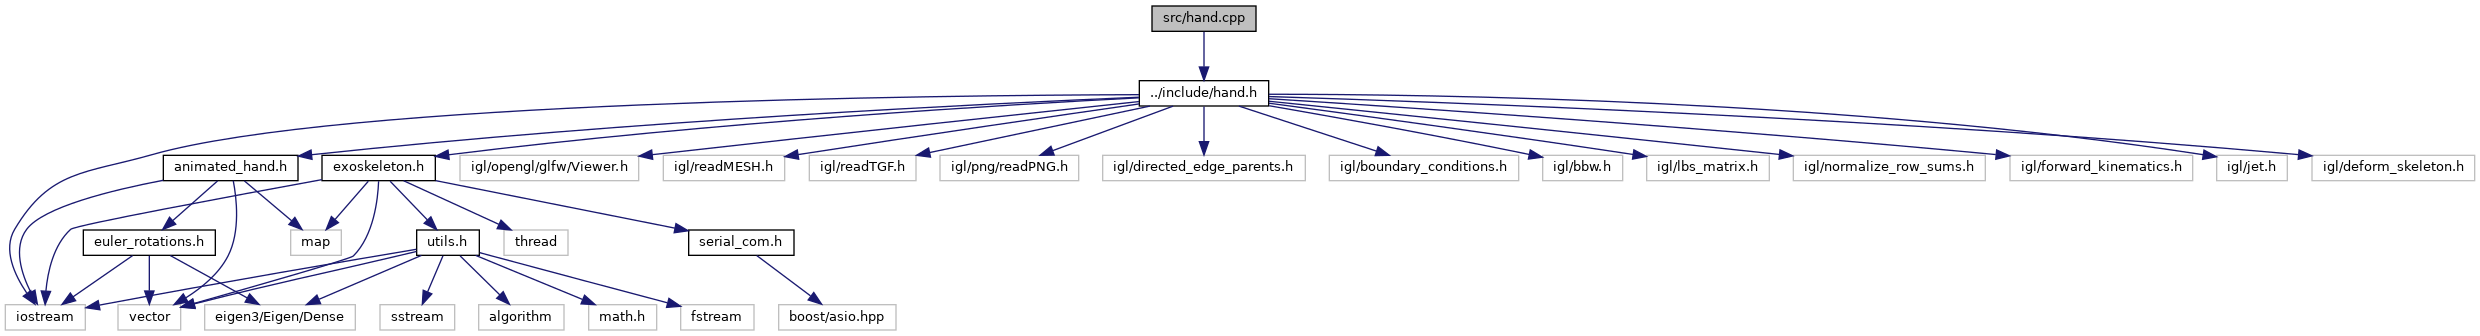 src/hand.cpp
../include/hand.h
animated_hand.h
exoskeleton.h
igl/opengl/glfw/Viewer.h
igl/readMESH.h
igl/readTGF.h
igl/png/readPNG.h
igl/directed_edge_parents.h
igl/boundary_conditions.h
igl/bbw.h
igl/lbs_matrix.h
igl/normalize_row_sums.h
igl/forward_kinematics.h
igl/jet.h
igl/deform_skeleton.h
euler_rotations.h
map
utils.h
thread
serial_com.h
iostream
vector
eigen3/Eigen/Dense
sstream
algorithm
math.h
fstream
boost/asio.hpp